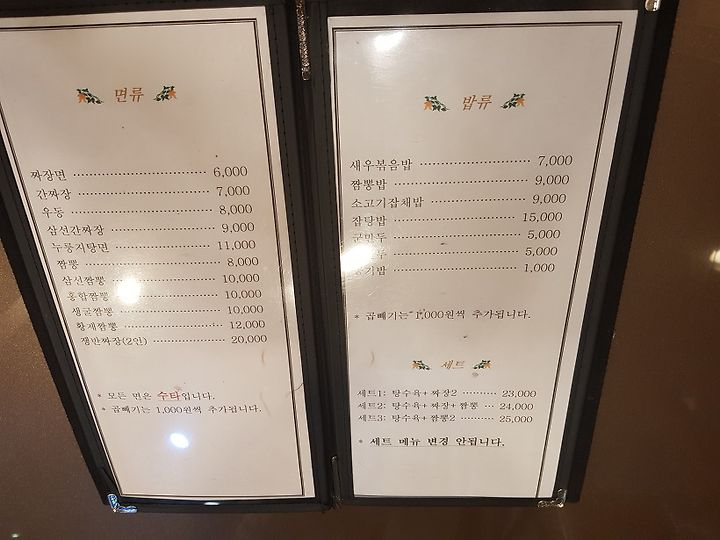 면류
짜장면 6,000
간짜장 7,000
우동 8,000
삼선간짜장 9,000
누룽지탕면 11,000
짬뽕 8,000
삼선짬뽕 10,000
홍합짬뽕 10,000
생굴짬뽕 10,000
황제짬뽕 12,000
쟁반짜장(2인) 20,000
* 모든 면은 수타입니다.
* 곱빼기는 1,000원씩 추가됩니다.
밥류
새우볶음밥 7,000
짬뽕밥 9,000
소고기잡채밥 9,000
잡탕밥 15,000
군만두 5,000
5,000
공기밥 1,000
* 곱빼기는 1,000원씩 추가됩니다.
세트
세트1: 탕수육+짜장2 23,000
세트2: 탕수육+짜장+짬뽕 24,000
세트3: 탕수육+짬뽕2 25,000
* 세트 메뉴 변경 안됩니다.